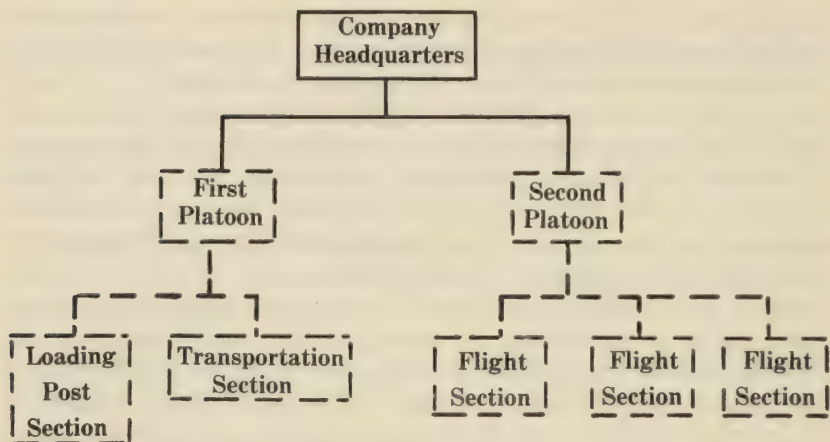 Company
Headquarters
First
Platoon
Second
Platoon
Loading
Post
Section
Transportation
Section
Flight
Section
Flight
Section
Flight
Section